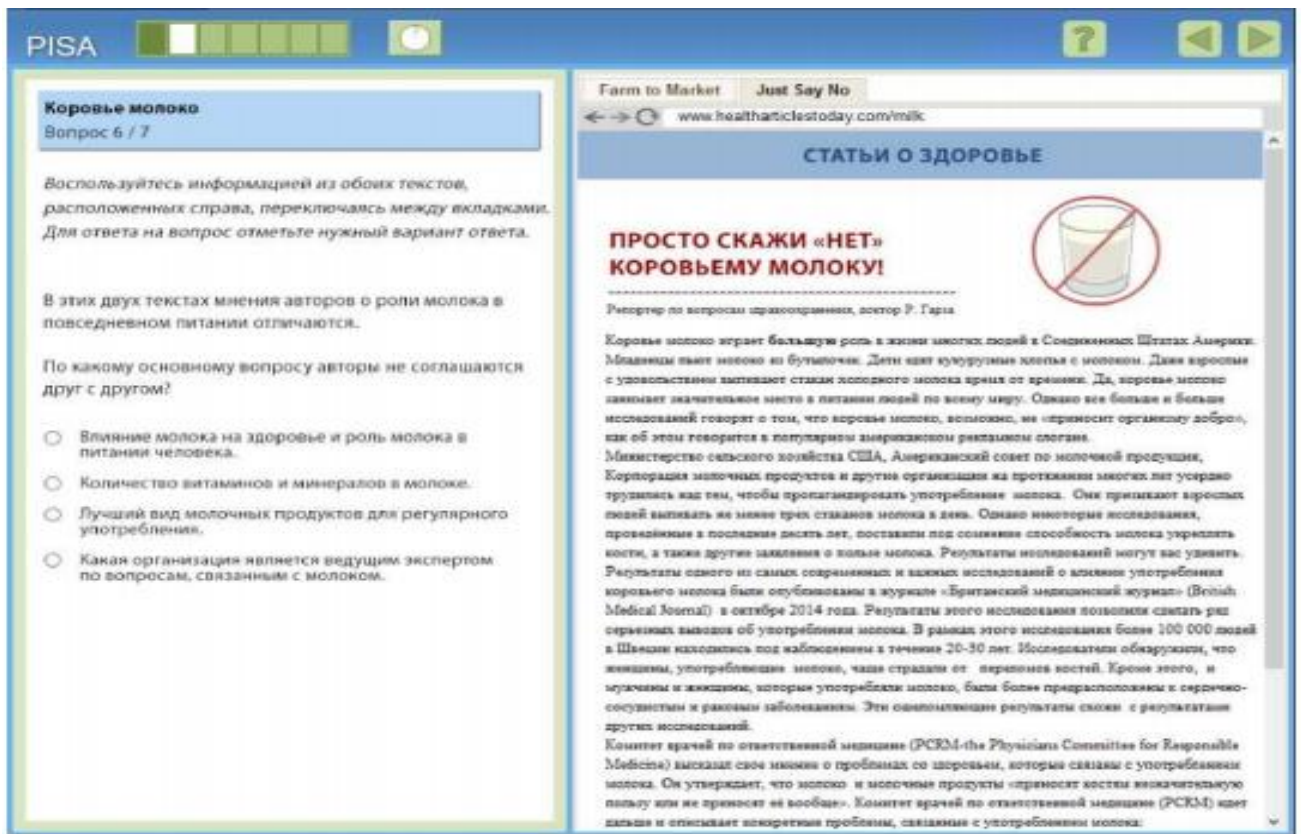 PISA
?
Коровье молоко
Вопрос 6 / 7
Воспользуйтесь информацией из обоих текстов,
расположенных справа, переключаясь между вкладками.
Для ответа на вопрос отметьте нужный вариант ответа.
В этих двух текстах мнения авторов о роли молока в
повседневном питании отличаются.
По какому основному вопросу авторы не соглашаются
друг с другом?
Влияние молока на здоровье и роль молока в
питании человека.
Количество витаминов и минералов в молоке.
Лучший вид молочных продуктов для регулярного
употребления.
Какая организация является ведущим экспертом
по вопросам, связанным с молоком.
Farm to Market Just Say No
www.healtharticlestoday.com/milk
СТАТЬИ О ЗДОРОВЬЕ
ПРОСТО СКАЖИ «НЕТ»
КОРОВЬЕМУ МОЛОКУ!
Репортер по вопросам здравоохранения, доктор Р. Гарза
Коровье молоко играет большую роль в жизни многих людей в Соединенных Штатах Америки.
Младенцы пьют молоко из бутылочек. Дети едят кукурузные хлопья с молоком. Даже взрослые
с удовольствием выпивают стакан холодного молока время от времени. Да, коровье молоко
занимает значительное место в питании людей по всему миру. Однако все больше и больше
исследований говорят о том, что коровье молоко, возможно, не «приносит организму добро»,
как об этом говорится в популярном американском рекламном слогане.
Министерство сельского хозяйства США, Американский совет по молочной продукции,
Корпорация молочных продуктов и другие организации на протяжении многих лет усердно
трудились над тем, чтобы пропагандировать употребление молока. Они призывают взрослых
людей выпивать не менее трех стаканов молока в день. Однако некоторые исследования,
проведённые в последние десять лет, поставили под сомнение способность молока укреплять
кости, а также другие заявления о пользе молока. Результаты исследований могут вас удивить.
Результаты одного из самых современных и важных исследований о влиянии употребления
коровьего молока были опубликованы в журнале «Британский медицинский журнал» (British
Medical Journal) в октябре 2014 года. Результаты этого исследования позволили сделать ряд
серьезных выводов об употреблении молока. В рамках этого исследования более 100 000 людей
в Швеции находились под наблюдением в течение 20-30 лет. Исследователи обнаружили, что
женщины, употребляющие молоко, чаще страдали от переломов костей. Кроме этого, и
мужчины и женщины, которые употребляли молоко, были более предрасположены к сердечно-
сосудистым и раковым заболеваниям. Эти ошеломляющие результаты схожи с результатами
других исследований.
Комитет врачей по ответственной медицине (PCRM-the Physicians Committee for Responsible
Medicine) высказал свое мнение о проблемах со здоровьем, которые связаны с употреблением
молока. Он утверждает, что молоко и молочные продукты «приносят костям незначительную
пользу или не приносят её вообще». Комитет врачей по ответственной медицине (PCRM) идет
дальше и описывает конкретные проблемы, связанные с употреблением молока: